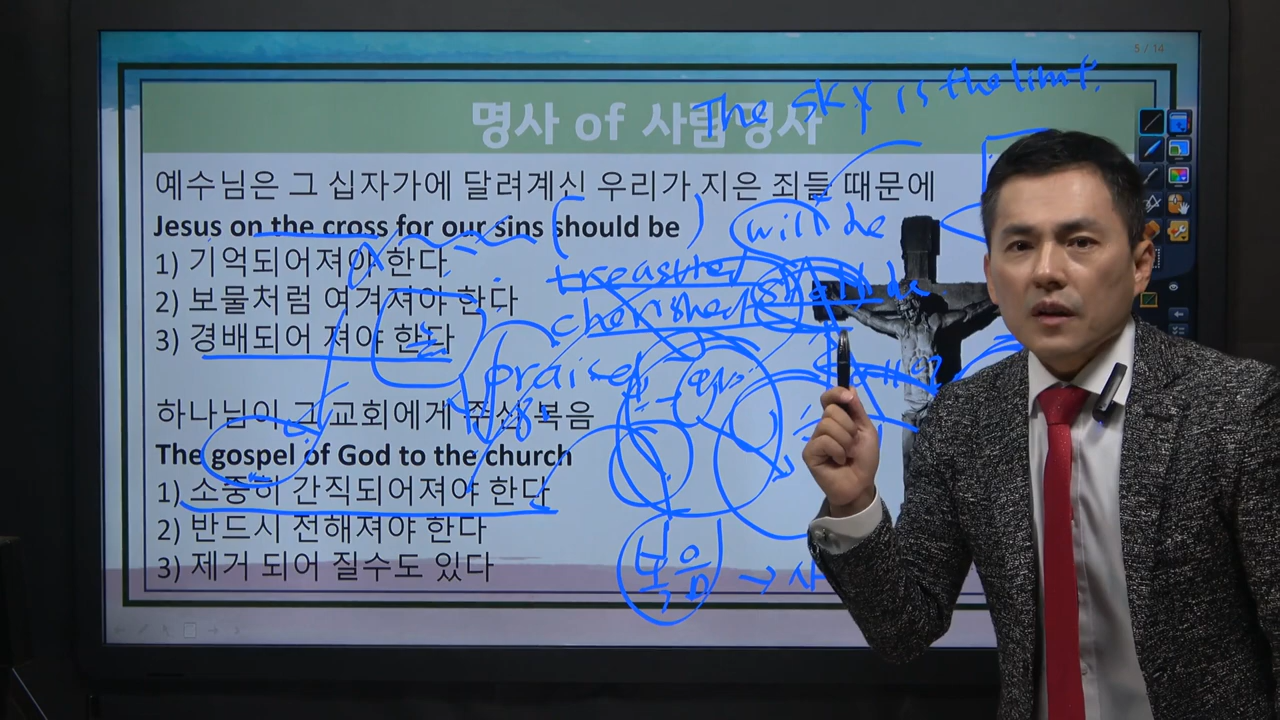 5 / 14
The sky is the limit.
명사 of 사람명사
예수님은 그 십자가에 달려계신 우리가 지은 죄들 때문에
Jesus on the cross for our sins should be ( ) will be
1) 기억되어져야 한다
treasured
2) 보물처럼 여겨져야 한다
cherished
3) 경배되어 져야 한다
praised
하나님이 그 교회에게 주신 복음
The gospel of God to the church
1) 소중히 간직되어져야 한다
2) 반드시 전해져야 한다
3) 제거 되어 질수도 있다
복음 → 사